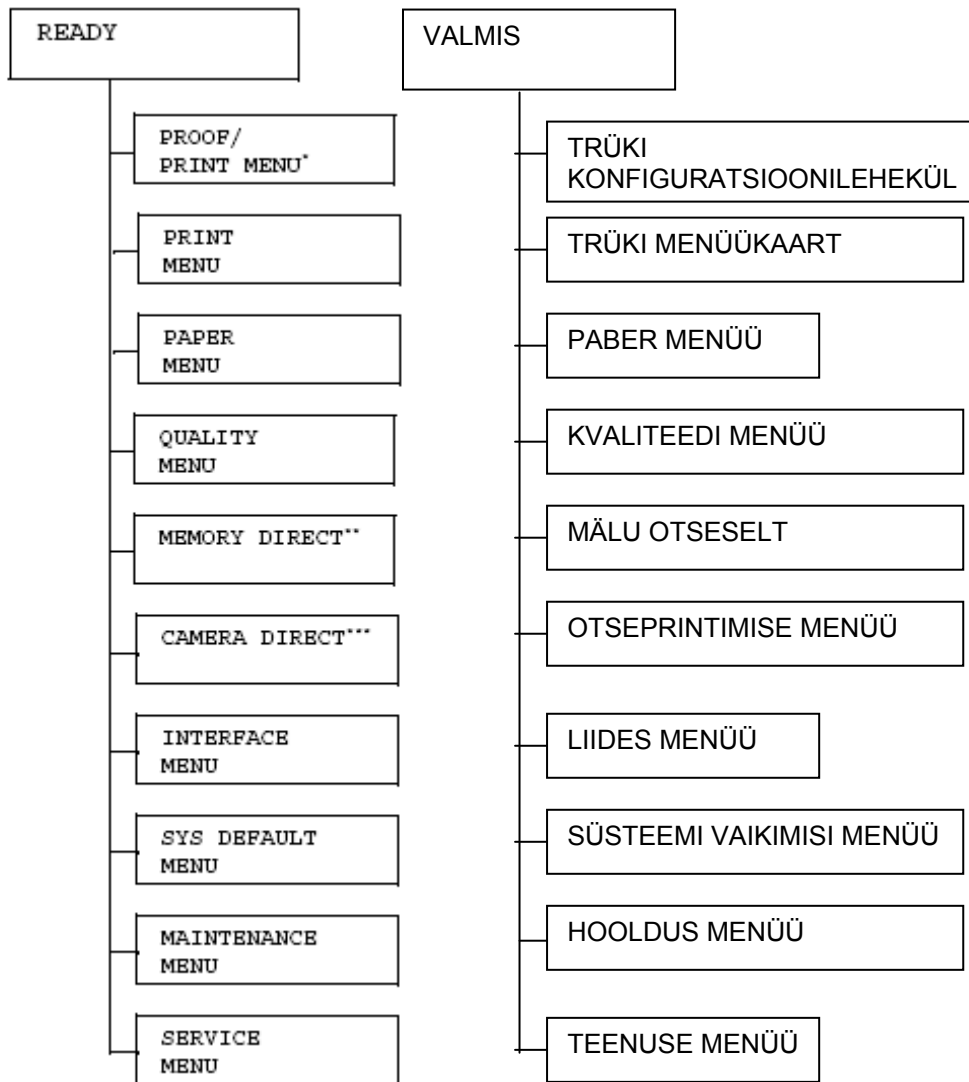 READY
PROOF/
PRINT MENU*
PRINT
MENU
PAPER
MENU
QUALITY
MENU
MEMORY DIRECT**
CAMERA DIRECT***
INTERFACE
MENU
SYS DEFAULT
MENU
MAINTENANCE
MENU
SERVICE
MENU
VALMIS
TRÜKI
KONFIGURATSIOONILEHEKÜL
TRÜKI MENÜÜKAART
PABER MENÜÜ
KVALITEEDI MENÜÜ
MÄLU OTSESELT
OTSEPRINTIMISE MENÜÜ
LIIDES MENÜÜ
SÜSTEEMI VAIKIMISI MENÜÜ
HOOLDUS MENÜÜ
TEENUSE MENÜÜ